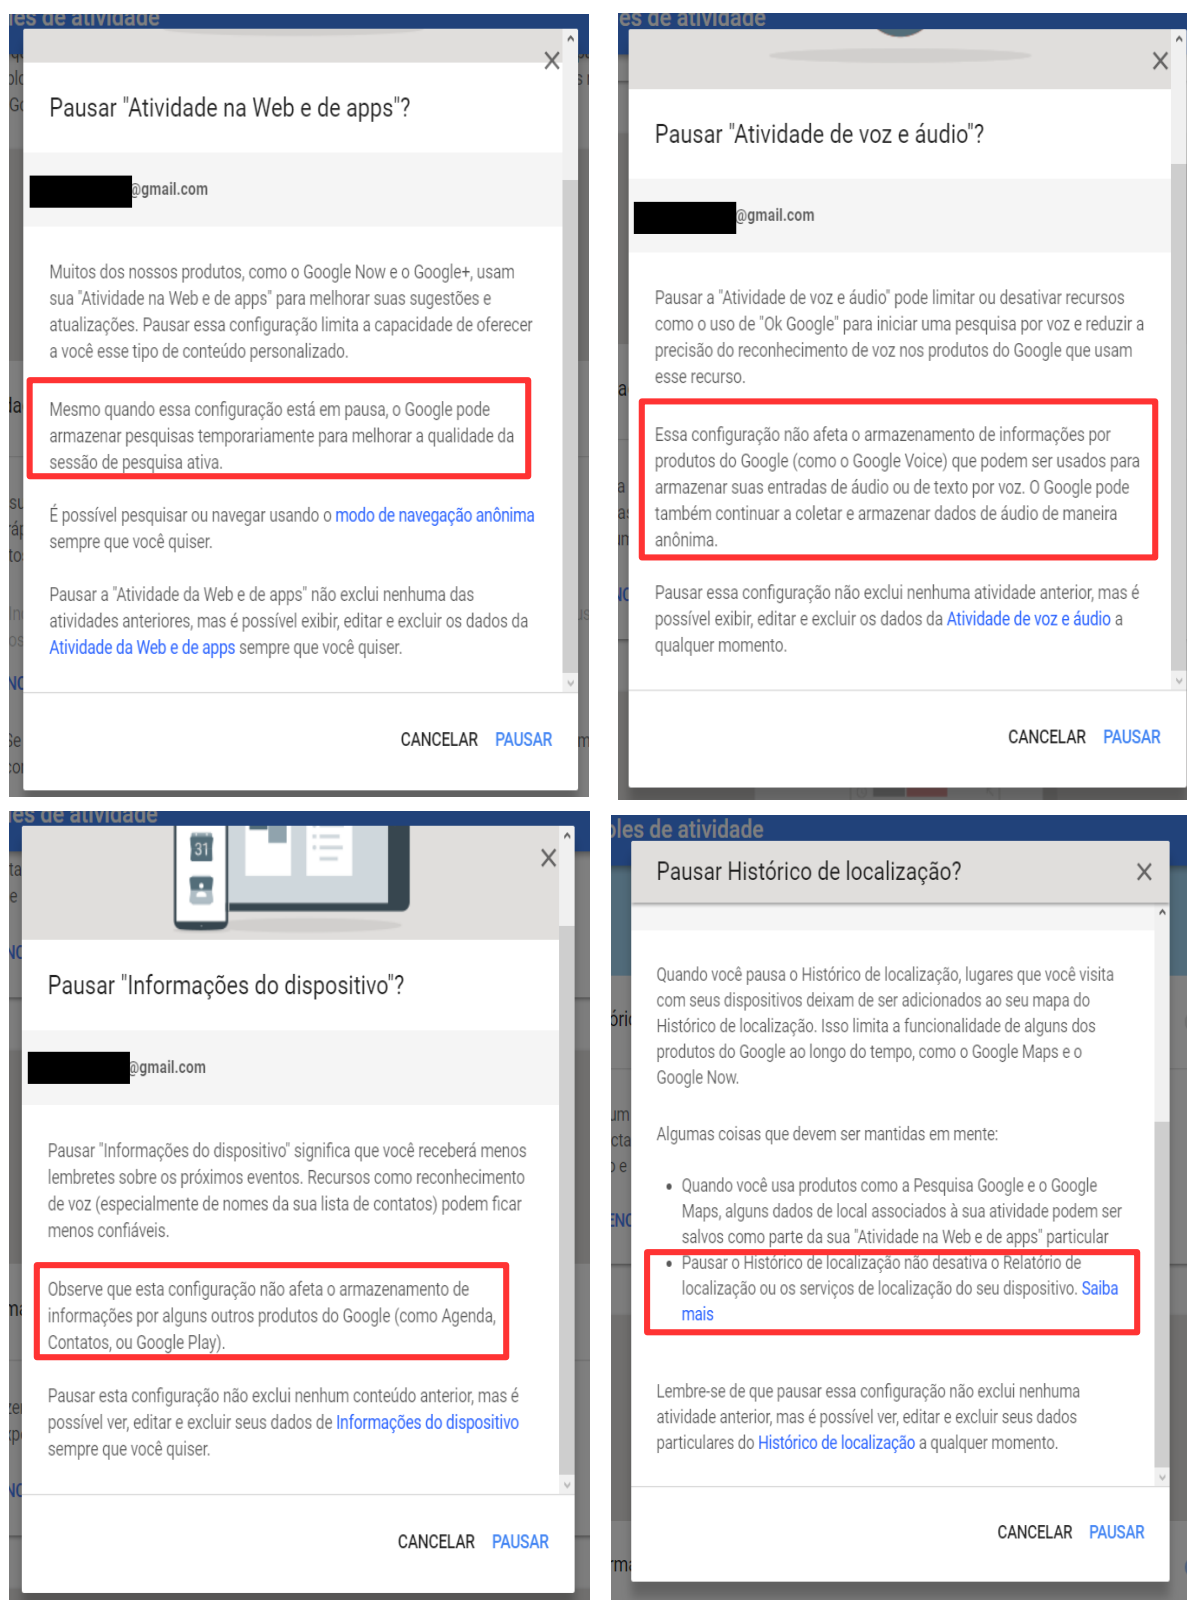 les de atividade
Pausar "Atividade na Web e de apps"?
@gmail.com
Muitos dos nossos produtos, como o Google Now e o Google+, usam
sua "Atividade na Web e de apps" para melhorar suas sugestões e
atualizações. Pausar essa configuração limita a capacidade de oferecer
a você esse tipo de conteúdo personalizado.
Mesmo quando essa configuração está em pausa, o Google pode
armazenar pesquisas temporariamente para melhorar a qualidade da
sessão de pesquisa ativa.
É possível pesquisar ou navegar usando o modo de navegação anônima
sempre que você quiser.
Pausar a "Atividade da Web e de apps" não exclui nenhuma das
atividades anteriores, mas é possível exibir, editar e excluir os dados da
Atividade da Web e de apps sempre que você quiser.
CANCELAR PAUSAR
es de atividade
Pausar "Atividade de voz e áudio"?
@gmail.com
Pausar a "Atividade de voz e áudio" pode limitar ou desativar recursos
como o uso de "Ok Google" para iniciar uma pesquisa por voz e reduzir a
precisão do reconhecimento de voz nos produtos do Google que usam
esse recurso.
Essa configuração não afeta o armazenamento de informações por
produtos do Google (como o Google Voice) que podem ser usados para
armazenar suas entradas de áudio ou de texto por voz. O Google pode
também continuar a coletar e armazenar dados de áudio de maneira
anônima.
Pausar essa configuração não exclui nenhuma atividade anterior, mas é
possível exibir, editar e excluir os dados da Atividade de voz e áudio a
qualquer momento.
CANCELAR PAUSAR
les de atividade
31
Pausar "Informações do dispositivo"?
@gmail.com
Pausar "Informações do dispositivo" significa que você receberá menos
lembretes sobre os próximos eventos. Recursos como reconhecimento
de voz (especialmente de nomes da sua lista de contatos) podem ficar
menos confiáveis.
Observe que esta configuração não afeta o armazenamento de
informações por alguns outros produtos do Google (como Agenda,
Contatos, ou Google Play).
Pausar esta configuração não exclui nenhum conteúdo anterior, mas é
possível ver, editar e excluir seus dados de Informações do dispositivo
sempre que você quiser.
CANCELAR PAUSAR
oles de atividade
Pausar Histórico de localização?
Quando você pausa o Histórico de localização, lugares que você visita
com seus dispositivos deixam de ser adicionados ao seu mapa do
Histórico de localização. Isso limita a funcionalidade de alguns dos
produtos do Google ao longo do tempo, como o Google Maps e o
Google Now.
Algumas coisas que devem ser mantidas em mente:
• Quando você usa produtos como a Pesquisa Google e o Google
Maps, alguns dados de local associados à sua atividade podem ser
salvos como parte da sua "Atividade na Web e de apps" particular
• Pausar o Histórico de localização não desativa o Relatório de
localização ou os serviços de localização do seu dispositivo. Saiba
mais
Lembre-se de que pausar essa configuração não exclui nenhuma
atividade anterior, mas é possível ver, editar e excluir seus dados
particulares do Histórico de localização a qualquer momento.
CANCELAR PAUSAR